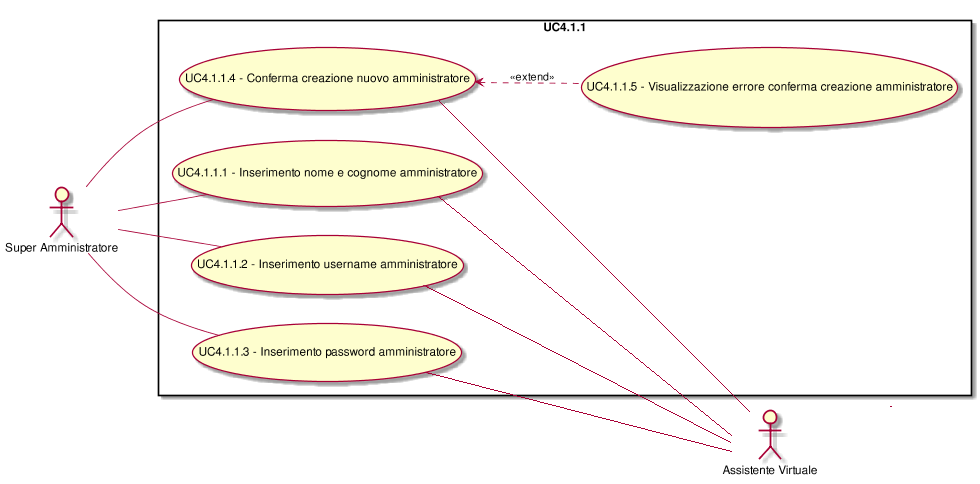 UC4.1.1
UC4.1.1.4 - Conferma creazione nuovo amministratore
«extend»
UC4.1.1.5 - Visualizzazione errore conferma creazione amministratore
UC4.1.1.1 - Inserimento nome e cognome amministratore
Super Amministratore
UC4.1.1.2 - Inserimento username amministratore
UC4.1.1.3 - Inserimento password amministratore
Assistente Virtuale